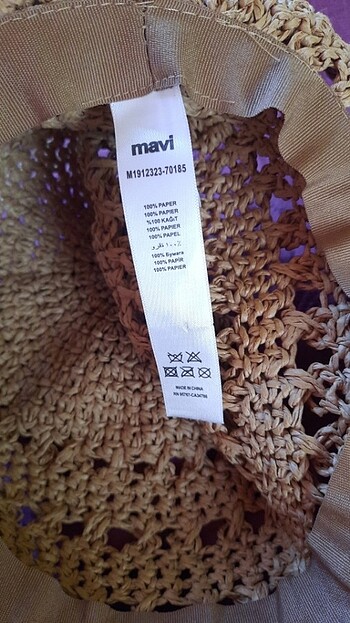 mavi
M1912323-70185
100% PAPER
100% PAPIER
%100 KAĞIT
100% PAPIER
100% PAPEL
100% Бумага
100% PAPIR
100% PAPIER
MADE IN CHINA